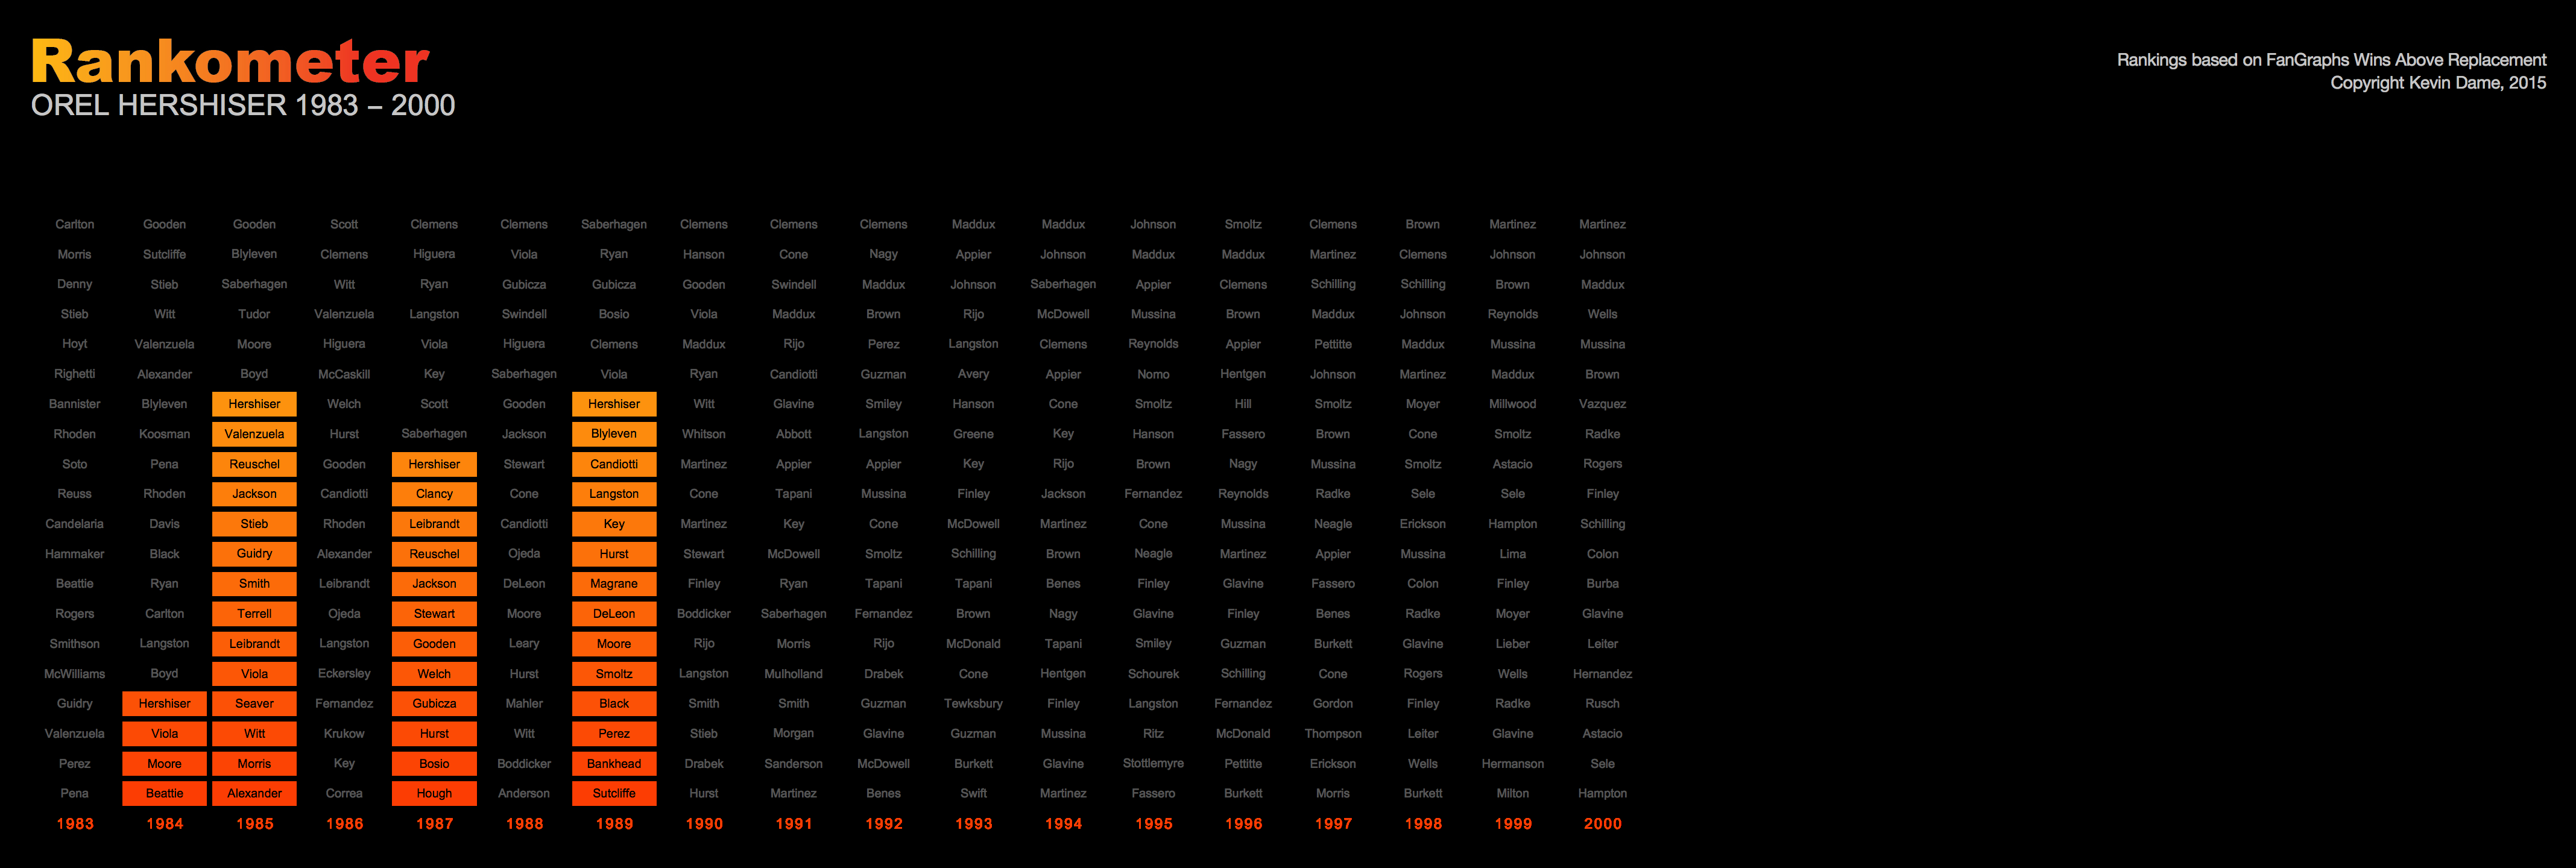 Rankometer
OREL HERSHISER 1983 – 2000
Rankings based on FanGraphs Wins Above Replacement
Copyright Kevin Dame, 2015
Carlton Gooden Gooden Scott Clemens Clemens Saberhagen Clemens Clemens Clemens Maddux Maddux Johnson Smoltz Clemens Brown Martinez Martinez
Morris Sutcliffe Blyleven Clemens Higuera Viola Ryan Hanson Cone Nagy Appier Johnson Maddux Maddux Martinez Clemens Johnson Johnson
Denny Stieb Saberhagen Witt Ryan Gubicza Gubicza Gooden Swindell Maddux Johnson Saberhagen Appier Clemens Schilling Schilling Brown Maddux
Stieb Witt Tudor Valenzuela Langston Swindell Bosio Viola Maddux Brown Rijo McDowell Mussina Brown Maddux Johnson Reynolds Wells
Hoyt Valenzuela Moore Higuera Viola Higuera Clemens Maddux Rijo Perez Langston Clemens Reynolds Appier Pettitte Maddux Mussina Mussina
Righetti Alexander Boyd McCaskill Key Saberhagen Viola Ryan Candiotti Guzman Avery Appier Nomo Hentgen Johnson Martinez Maddux Brown
Bannister Blyleven Hershiser Welch Scott Gooden Hershiser Witt Glavine Smiley Hanson Cone Smoltz Hill Smoltz Moyer Millwood Vazquez
Rhoden Koosman Valenzuela Hurst Saberhagen Jackson Blyleven Whitson Abbott Langston Greene Key Hanson Fassero Brown Cone Smoltz Radke
Soto Pena Reuschel Gooden Hershiser Stewart Candiotti Martinez Appier Appier Key Rijo Brown Nagy Mussina Smoltz Astacio Rogers
Reuss Rhoden Jackson Candiotti Clancy Cone Langston Cone Tapani Mussina Finley Jackson Fernandez Reynolds Radke Sele Sele Finley
Candelaria Davis Stieb Rhoden Leibrandt Candiotti Key Martinez Key Cone McDowell Martinez Cone Mussina Neagle Erickson Hampton Schilling
Hammaker Black Guidry Alexander Reuschel Ojeda Hurst Stewart McDowell Smoltz Schilling Brown Neagle Martinez Appier Mussina Lima Colon
Beattie Ryan Smith Leibrandt Jackson DeLeon Magrane Finley Ryan Tapani Tapani Benes Finley Glavine Fassero Colon Finley Burba
Rogers Carlton Terrell Ojeda Stewart Moore DeLeon Boddicker Saberhagen Fernandez Brown Nagy Glavine Finley Benes Radke Moyer Glavine
Smithson Langston Leibrandt Langston Gooden Leary Moore Rijo Morris Rijo McDonald Tapani Smiley Guzman Burkett Glavine Lieber Leiter
McWilliams Boyd Viola Eckersley Welch Hurst Smoltz Langston Mulholland Drabek Cone Hentgen Schourek Schilling Cone Rogers Wells Hernandez
Guidry Hershiser Seaver Fernandez Gubicza Mahler Black Smith Smith Guzman Tewksbury Finley Langston Fernandez Gordon Finley Radke Rusch
Valenzuela Viola Witt Krukow Hurst Witt Perez Stieb Morgan Glavine Guzman Mussina Ritz McDonald Thompson Leiter Glavine Astacio
Perez Moore Morris Key Bosio Boddicker Bankhead Drabek Sanderson McDowell Burkett Glavine Stottlemyre Pettitte Erickson Wells Hermanson Sele
Pena Beattie Alexander Correa Hough Anderson Sutcliffe Hurst Martinez Benes Swift Martinez Fassero Burkett Morris Burkett Milton Hampton
1983 1984 1985 1986 1987 1988 1989 1990 1991 1992 1993 1994 1995 1996 1997 1998 1999 2000